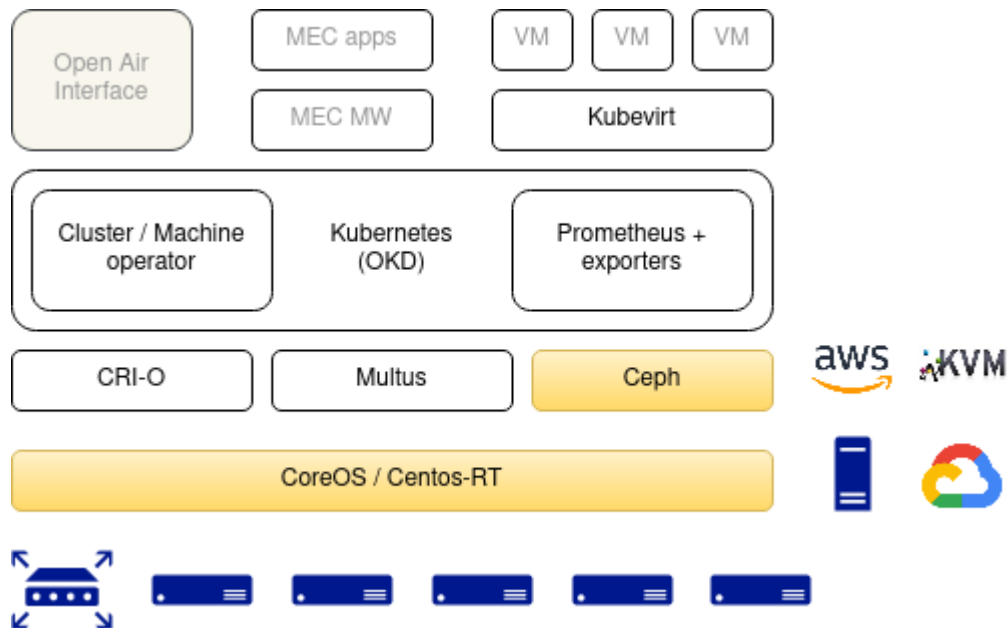 Open Air
Interface
MEC apps
VM
VM
VM
MEC MW
Kubevirt
Cluster / Machine
operator
Kubernetes
(OKD)
Prometheus +
exporters
CRI-O
Multus
Ceph
aws
KVM
CoreOS / Centos-RT